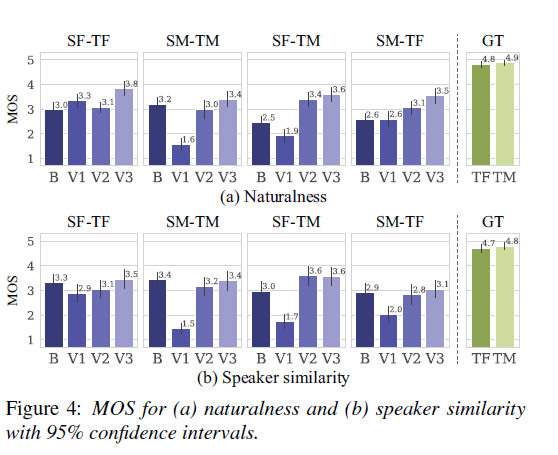 SF-TF SM-TM SF-TM SM-TF GT
5
4
3
2
1
MOS
3.0 3.3 3.1 3.8 3.2 1.6 3.0 3.4 2.5 1.9 3.4 3.6 2.6 2.6 3.1 3.5 4.8 4.9
B V1 V2 V3 B V1 V2 V3 B V1 V2 V3 B V1 V2 V3 TF TM
(a) Naturalness
SF-TF SM-TM SF-TM SM-TF GT
5
4
3
2
1
MOS
3.3 2.9 3.1 3.5 3.4 1.5 3.2 3.4 3.0 1.7 3.6 3.6 2.9 2.0 2.8 3.1 4.7 4.8
B V1 V2 V3 B V1 V2 V3 B V1 V2 V3 B V1 V2 V3 TF TM
(b) Speaker similarity
Figure 4: MOS for (a) naturalness and (b) speaker similarity
with 95% confidence intervals.